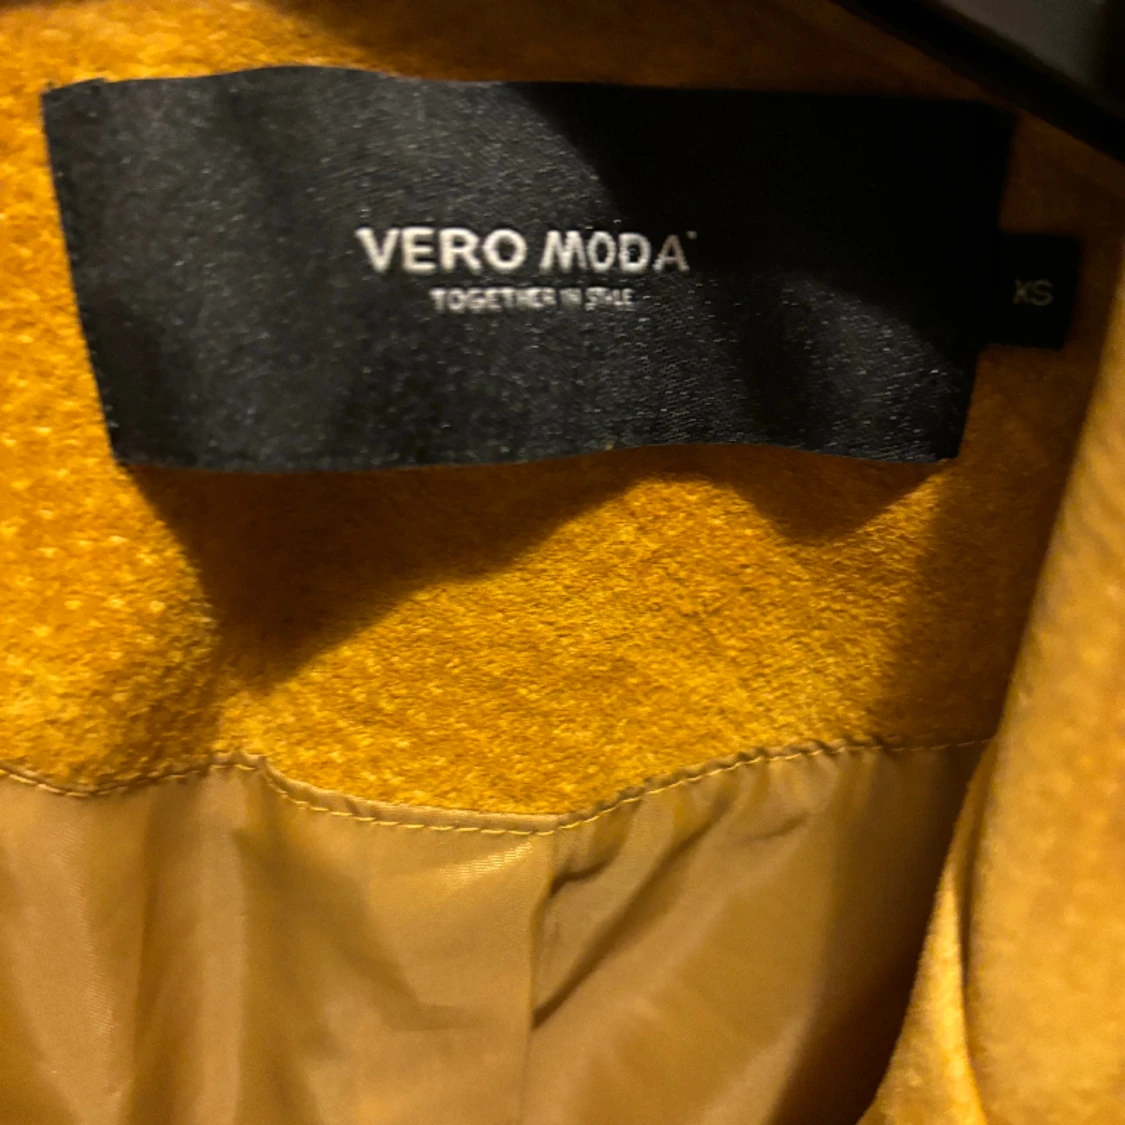 VERO MODA
TOGETHER IN STYLE
XS